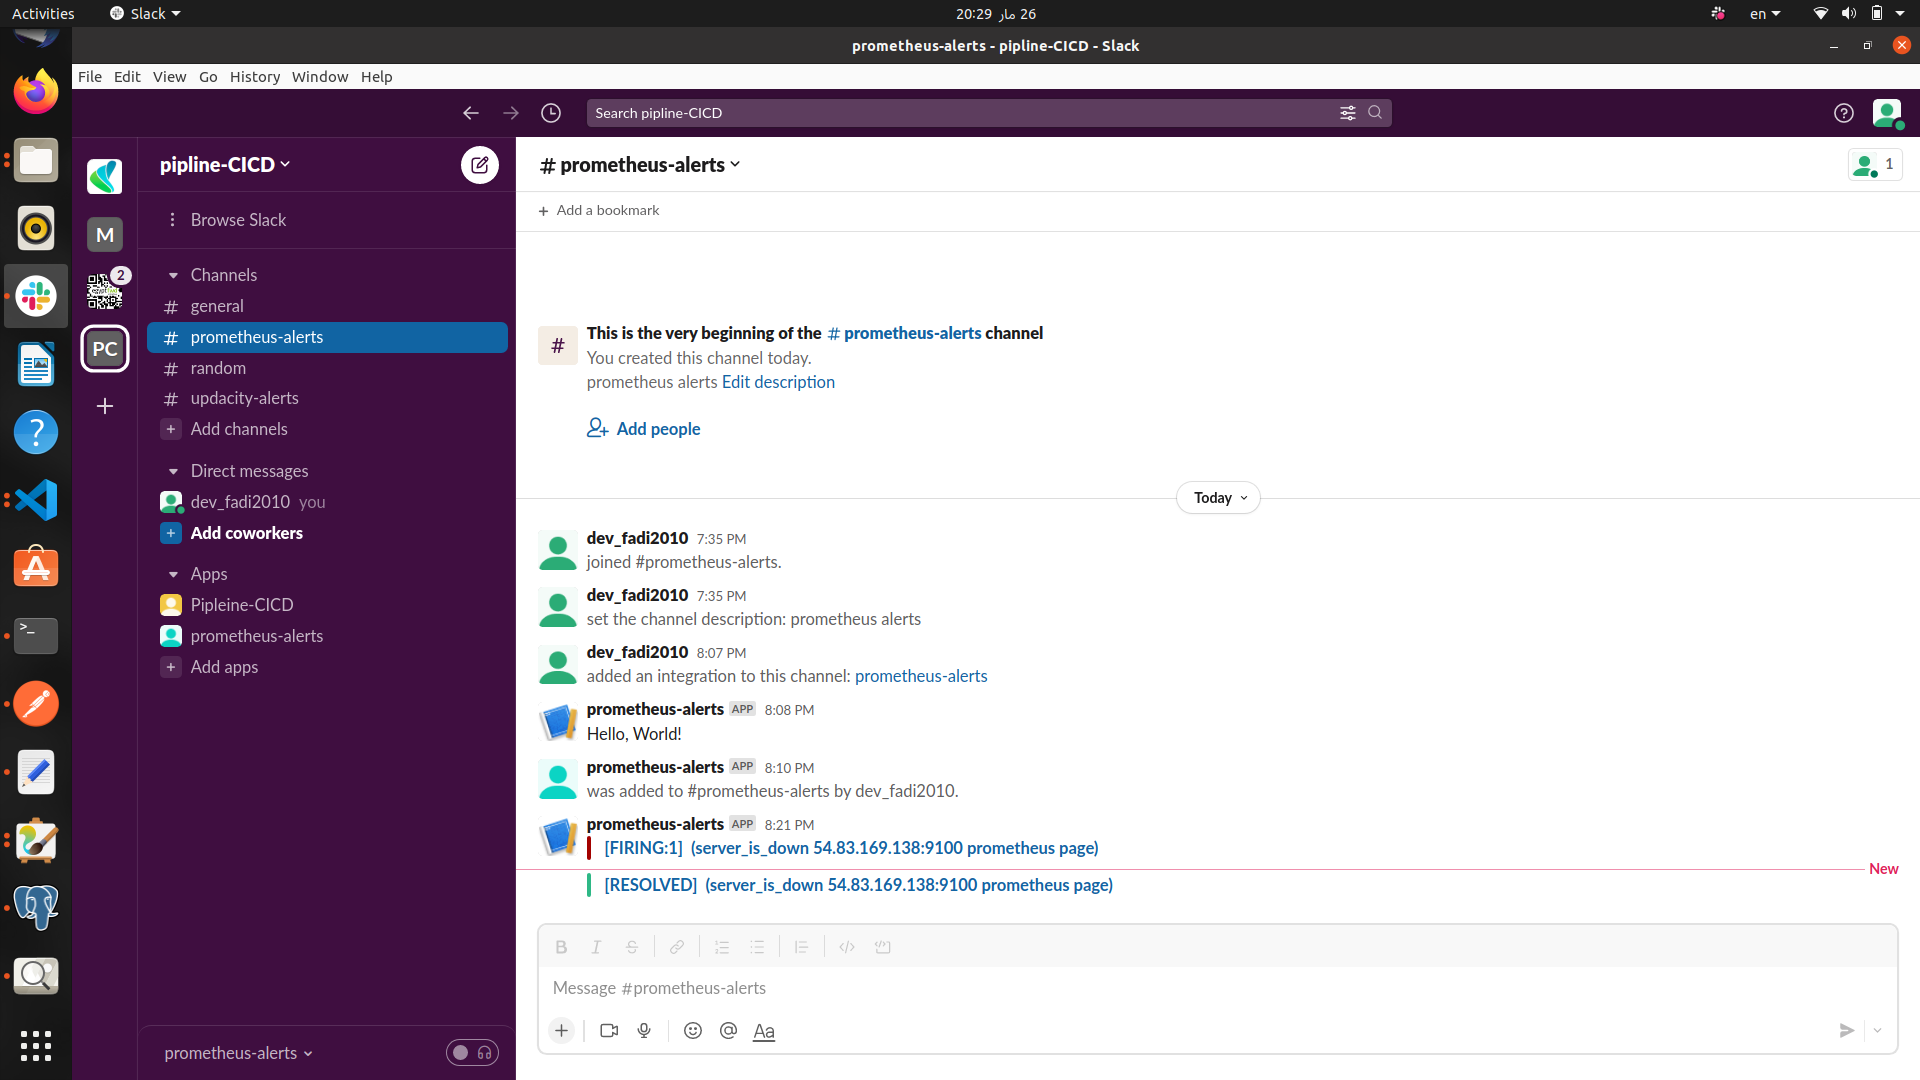 Activities
Slack
20:29 26 مار
en
prometheus-alerts - pipline-CICD - Slack
File Edit View Go History Window Help
Search pipline-CICD
pipline-CICD
# prometheus-alerts
1
+ Add a bookmark
M
2
PC
Browse Slack
Channels
# general
# prometheus-alerts
# random
# updacity-alerts
+ Add channels
Direct messages
dev_fadi2010 you
+ Add coworkers
Apps
Pipleine-CICD
prometheus-alerts
+ Add apps
prometheus-alerts
#
This is the very beginning of the # prometheus-alerts channel
You created this channel today.
prometheus alerts Edit description
Add people
Today
dev_fadi2010 7:35 PM
joined #prometheus-alerts.
dev_fadi2010 7:35 PM
set the channel description: prometheus alerts
dev_fadi2010 8:07 PM
added an integration to this channel: prometheus-alerts
prometheus-alerts APP 8:08 PM
Hello, World!
prometheus-alerts APP 8:10 PM
was added to #prometheus-alerts by dev_fadi2010.
prometheus-alerts APP 8:21 PM
[FIRING:1] (server_is_down 54.83.169.138:9100 prometheus page)
New
[RESOLVED] (server_is_down 54.83.169.138:9100 prometheus page)
B I S
Message #prometheus-alerts
+ @ Aa